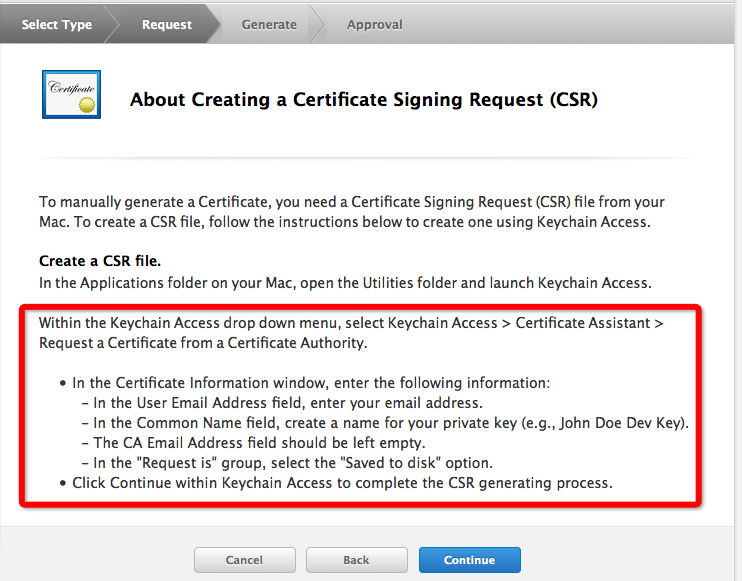 Select Type
Request
Generate
Approval
Certificate
About Creating a Certificate Signing Request (CSR)
To manually generate a Certificate, you need a Certificate Signing Request (CSR) file from your
Mac. To create a CSR file, follow the instructions below to create one using Keychain Access.
Create a CSR file.
In the Applications folder on your Mac, open the Utilities folder and launch Keychain Access.
Within the Keychain Access drop down menu, select Keychain Access > Certificate Assistant >
Request a Certificate from a Certificate Authority.
• In the Certificate Information window, enter the following information:
– In the User Email Address field, enter your email address.
– In the Common Name field, create a name for your private key (e.g., John Doe Dev Key).
– The CA Email Address field should be left empty.
– In the "Request is" group, select the "Saved to disk" option.
• Click Continue within Keychain Access to complete the CSR generating process.
Cancel
Back
Continue